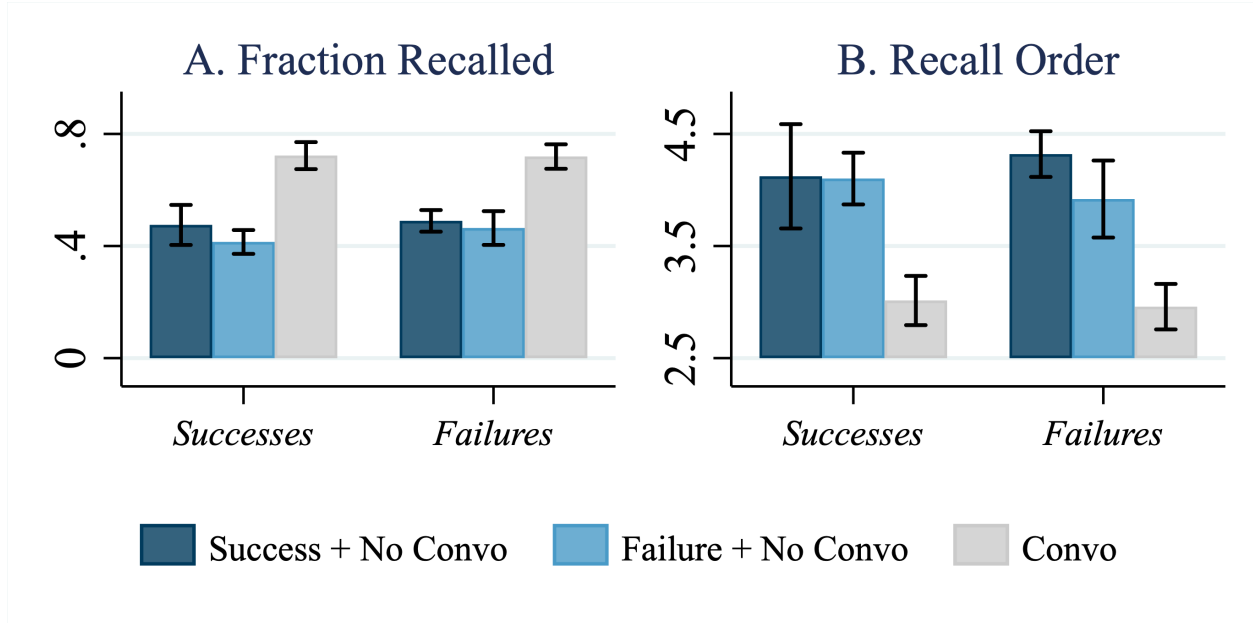 A. Fraction Recalled
.8
.4
0
Successes
Failures
B. Recall Order
4.5
3.5
2.5
Successes
Failures
Success + No Convo
Failure + No Convo
Convo